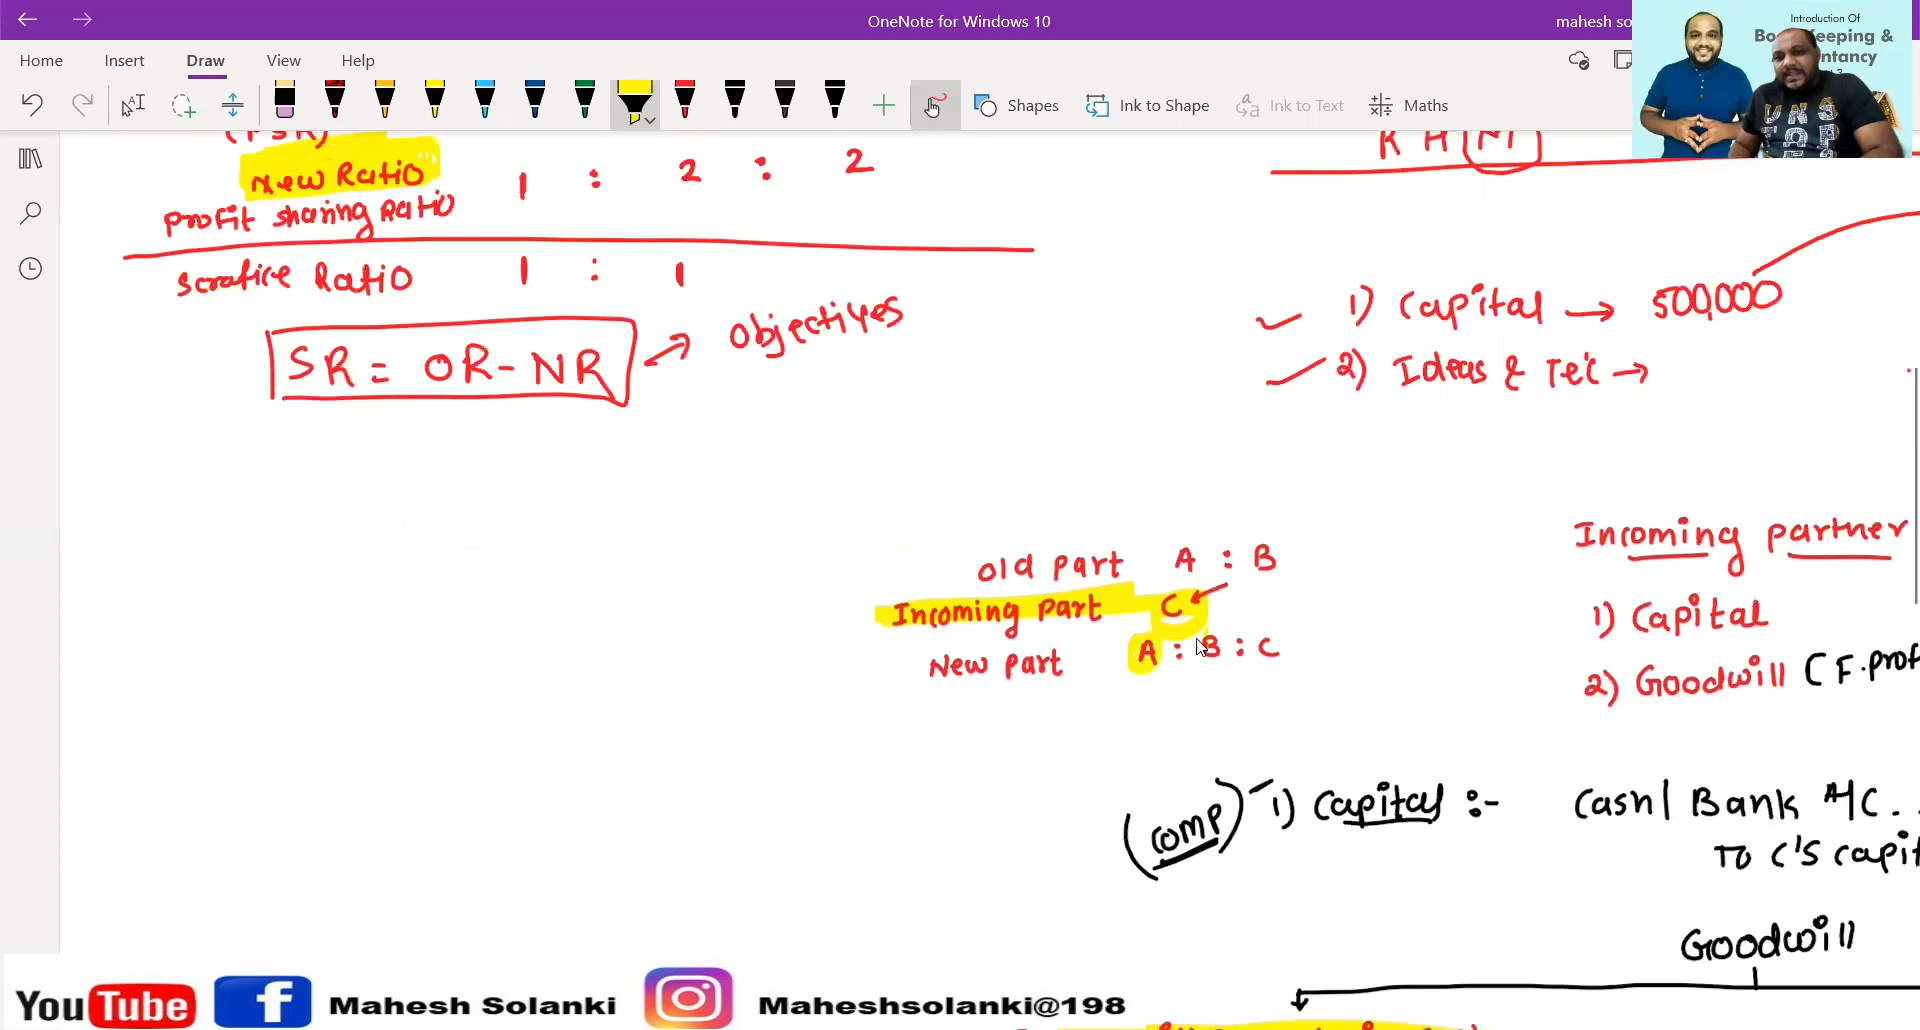 OneNote for Windows 10
mahesh so
Introduction Of
Home Insert Draw View Help
Shapes Ink to Shape Ink to Text Maths
New Ratio 1 : 2 : 2
Profit sharing Ratio
Scrafice Ratio 1 : 1
SR = OR - NR → Objectives
1) Capital → 500,000
2) Ideas & Tec →
Old part A : B
Incoming part C
New part A : B : C
Incoming partner
1) Capital
2) Goodwill (F.prof
(comp) 1) Capital :- Cash | Bank A/C.
To C's capit
Goodwill
YouTube f Mahesh Solanki Maheshsolanki@198